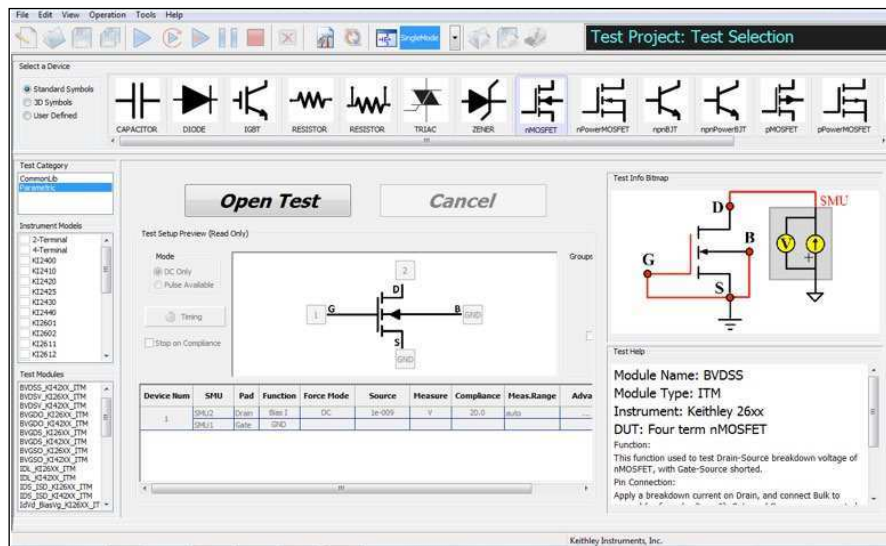 File Edit View Operation Tools Help
SingleMode
Test Project: Test Selection
Select a Device
Standard Symbols
3D Symbols
User Defined
CAPACITOR DIODE IGBT RESISTOR RESISTOR TRIAC ZENER nMOSFET nPowerMOSFET npnBJT npnPowerBJT pMOSFET pPowerMOSFET
Test Category
CommonLib
Parametric
Instrument Models
2-Terminal
4-Terminal
KI2400
KI2410
KI2420
KI2425
KI2430
KI2440
KI2601
KI2602
KI2611
KI2612
Test Modules
BVDSS_KI42XX_ITM
BVDSV_KI26XX_ITM
BVDSV_KI42XX_ITM
BVGDO_KI26XX_ITM
BVGDO_KI42XX_ITM
BVGDS_KI26XX_ITM
BVGDS_KI42XX_ITM
BVGSO_KI26XX_ITM
BVGSO_KI42XX_ITM
IDL_KI26XX_ITM
IDL_KI42XX_ITM
IDS_ISD_KI26XX_ITM
IDS_ISD_KI42XX_ITM
IdVd_BiasVg_KI26XX_IT
Open Test
Cancel
Test Setup Preview (Read Only)
Mode
DC Only
Pulse Available
Timing
Stop on Compliance
2
D
1 G B GND
S
GND
Groups
Device Num SMU Pad Function Force Mode Source Measure Compliance Meas.Range Adva
1 SMU2 Drain Bias I DC 1e-009 V 20.0 auto ...
SMU1 Gate GND
Test Info Bitmap
D SMU
B V
G +
S
Test Help
Module Name: BVDSS
Module Type: ITM
Instrument: Keithley 26xx
DUT: Four term nMOSFET
Function:
This function used to test Drain-Source breakdown voltage of
nMOSFET, with Gate-Source shorted.
Pin Connection:
Apply a breakdown current on Drain, and connect Bulk to
Keithley Instruments, Inc.